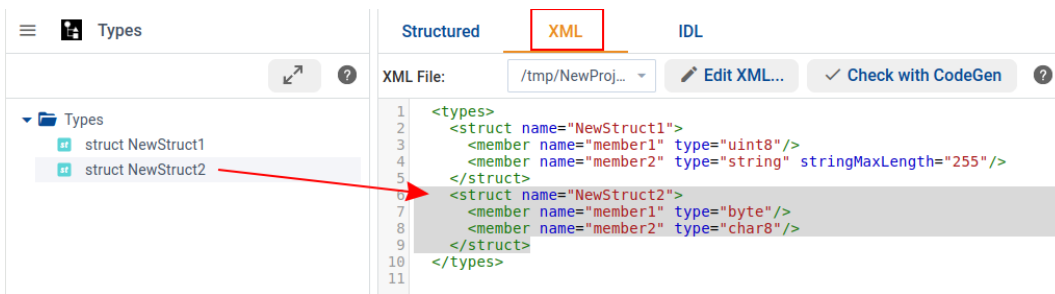 Types
Structured XML IDL
XML File: /tmp/NewProj... Edit XML... Check with CodeGen
Types
struct NewStruct1
struct NewStruct2
1 <types>
2 <struct name="NewStruct1">
3 <member name="member1" type="uint8"/>
4 <member name="member2" type="string" stringMaxLength="255"/>
5 </struct>
6 <struct name="NewStruct2">
7 <member name="member1" type="byte"/>
8 <member name="member2" type="char8"/>
9 </struct>
10 </types>
11